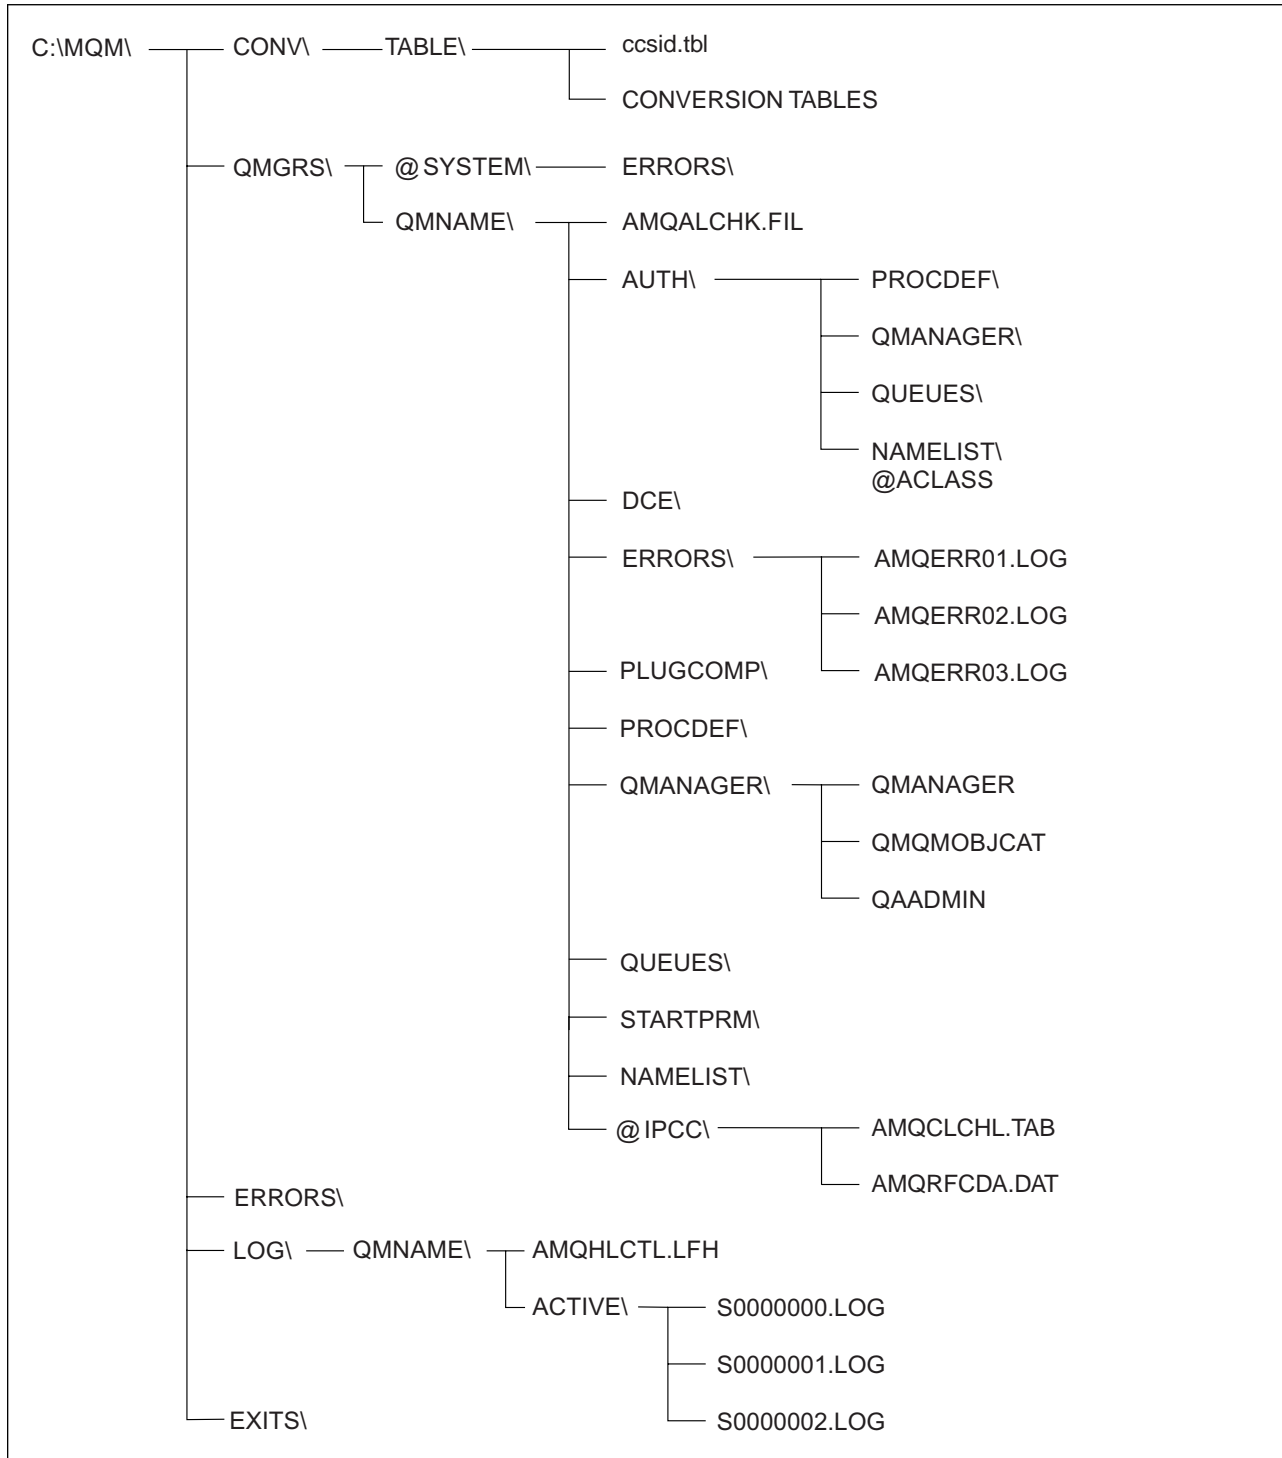 C:\MQM\
CONV\
TABLE\
ccsid.tbl
CONVERSION TABLES
QMGRS\
@SYSTEM\
ERRORS\
QMNAME\
AMQALCHK.FIL
AUTH\
PROCDEF\
QMANAGER\
QUEUES\
NAMELIST\
@ACLASS
DCE\
ERRORS\
AMQERR01.LOG
AMQERR02.LOG
AMQERR03.LOG
PLUGCOMP\
PROCDEF\
QMANAGER\
QMANAGER
QMQMOBJCAT
QAADMIN
QUEUES\
STARTPRM\
NAMELIST\
@IPCC\
AMQCLCHL.TAB
AMQRFCDA.DAT
ERRORS\
LOG\
QMNAME\
AMQHLCTL.LFH
ACTIVE\
S0000000.LOG
S0000001.LOG
S0000002.LOG
EXITS\